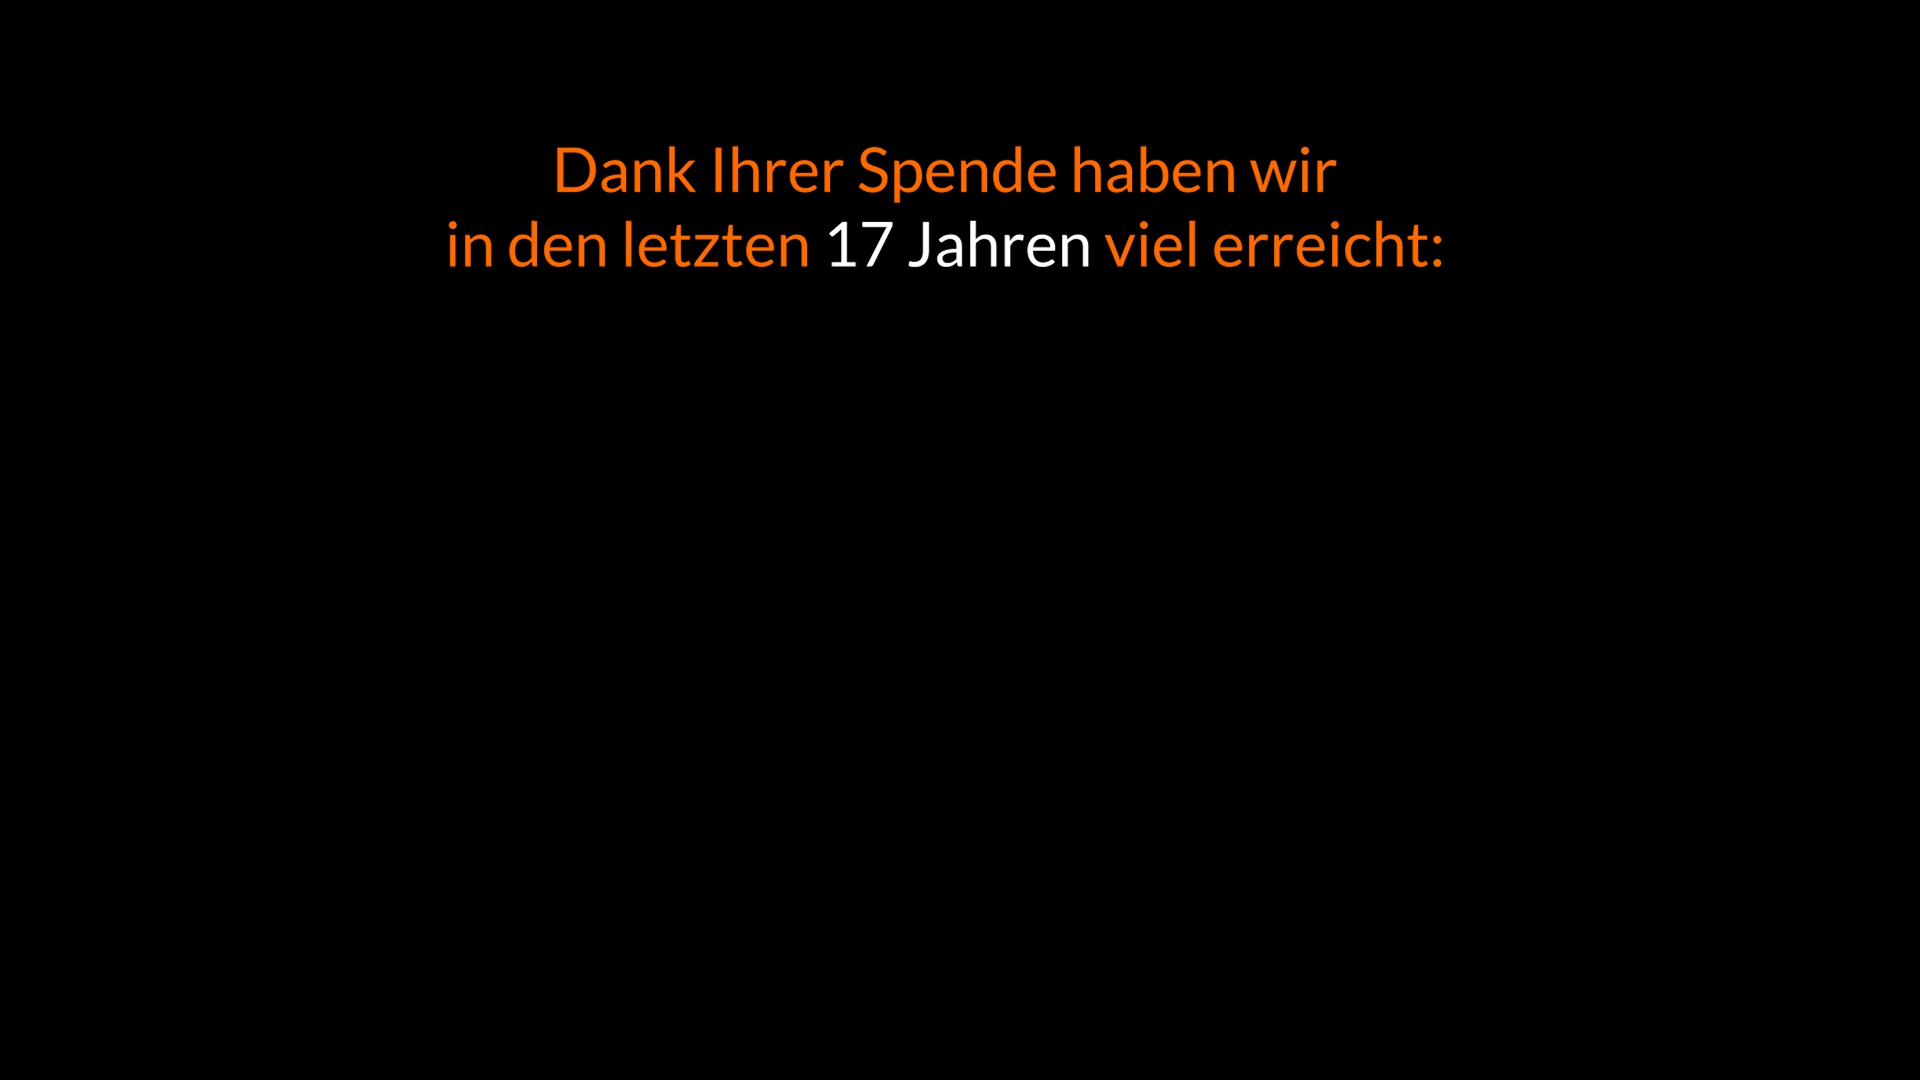 Dank Ihrer Spende haben wir
in den letzten 17 Jahren viel erreicht: